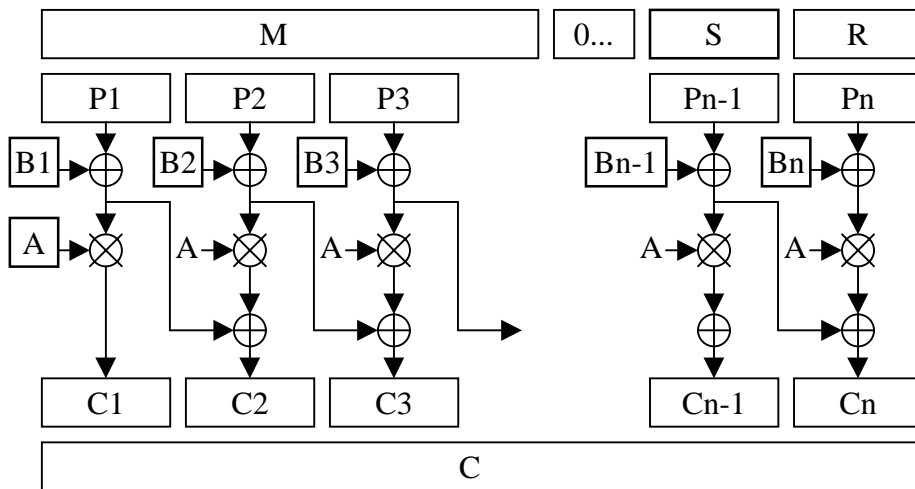 M 0... S R
P1 P2 P3 Pn-1 Pn
B1 B2 B3 Bn-1 Bn
A A A A A
C1 C2 C3 Cn-1 Cn
C